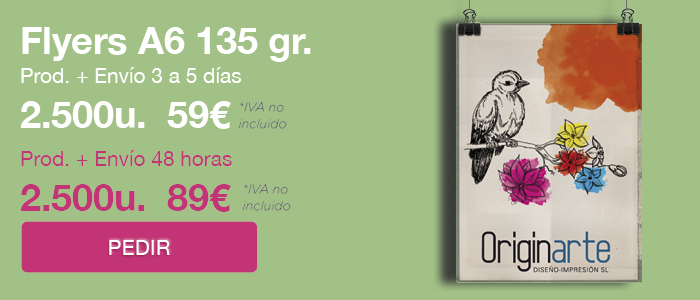 Flyers A6 135 gr.
Prod. + Envío 3 a 5 días
2.500u. 59€ *IVA no incluido
Prod. + Envío 48 horas
2.500u. 89€ *IVA no incluido
PEDIR
Originarte
DISEÑO-IMPRESIÓN SL